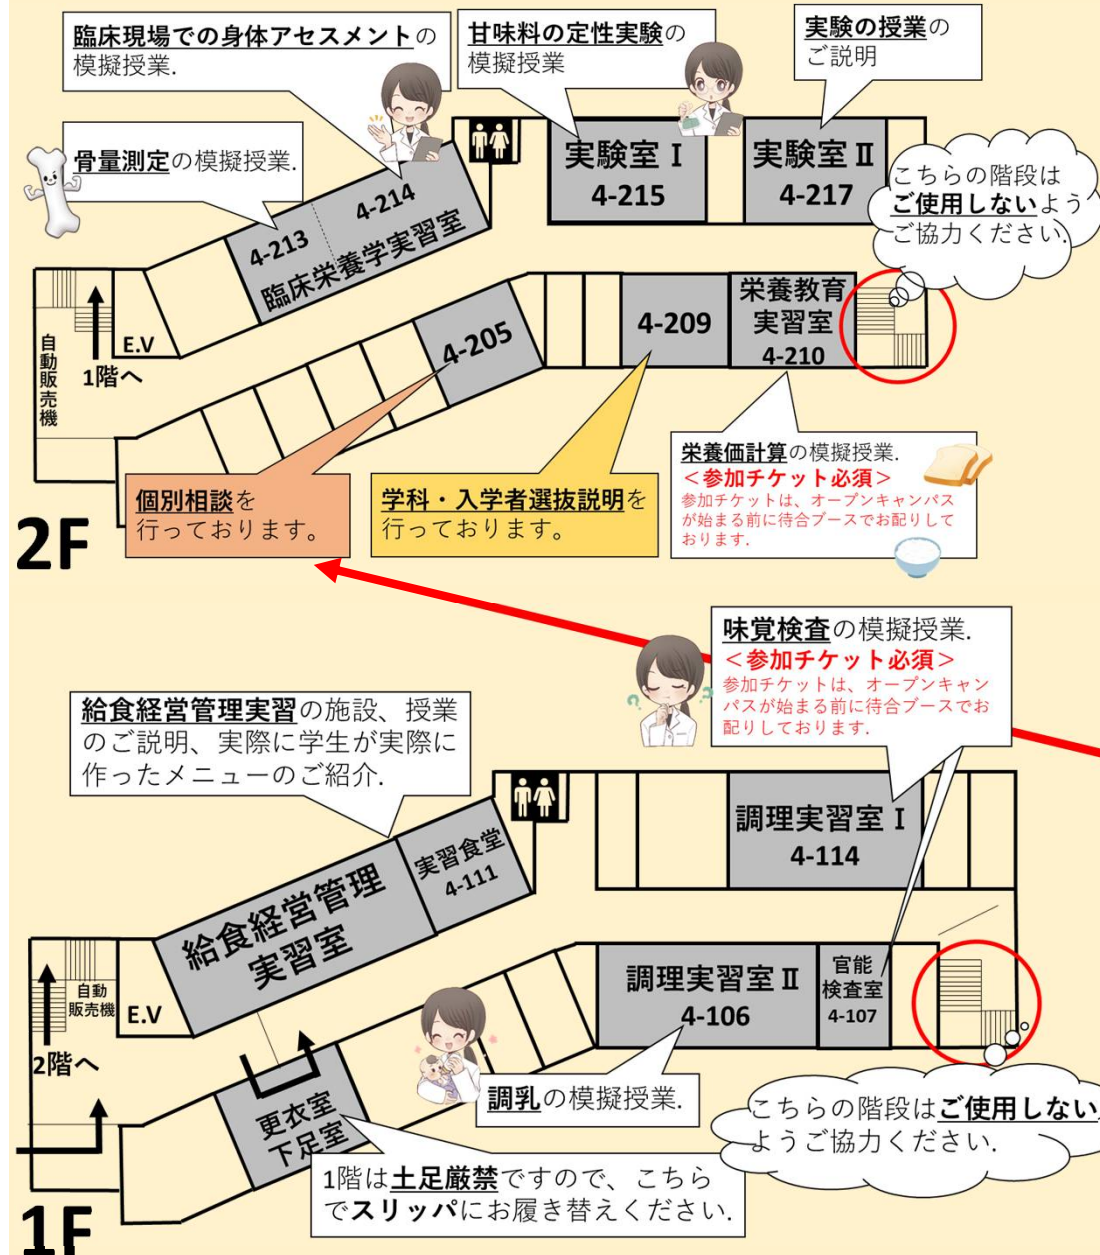 臨床現場での身体アセスメントの
模擬授業.
甘味料の定性実験の
模擬授業
実験の授業の
ご説明
骨量測定の模擬授業.
実験室Ⅰ
4-215
実験室Ⅱ
4-217
こちらの階段は
ご使用しないよう
ご協力ください.
4-213
4-214
臨床栄養学実習室
自動販売機
1階へ
E.V
4-205
4-209
栄養教育
実習室
4-210
個別相談を
行っております。
学科・入学者選抜説明を
行っております。
栄養価計算の模擬授業.
＜参加チケット必須＞
参加チケットは、オープンキャンパス
が始まる前に待合ブースでお配りして
おります.
2F
味覚検査の模擬授業.
＜参加チケット必須＞
参加チケットは、オープンキャン
パスが始まる前に待合ブースでお
配りしております.
給食経営管理実習の施設、授業
のご説明、実際に学生が実際に
作ったメニューのご紹介.
調理実習室Ⅰ
4-114
給食経営管理
実習室
実習食堂
4-111
自動
販売機
E.V
2階へ
調理実習室Ⅱ
4-106
官能
検査室
4-107
更衣室
下足室
調乳の模擬授業.
こちらの階段はご使用しない
ようご協力ください.
1階は土足厳禁ですので、こちら
でスリッパにお履き替えください.
1F